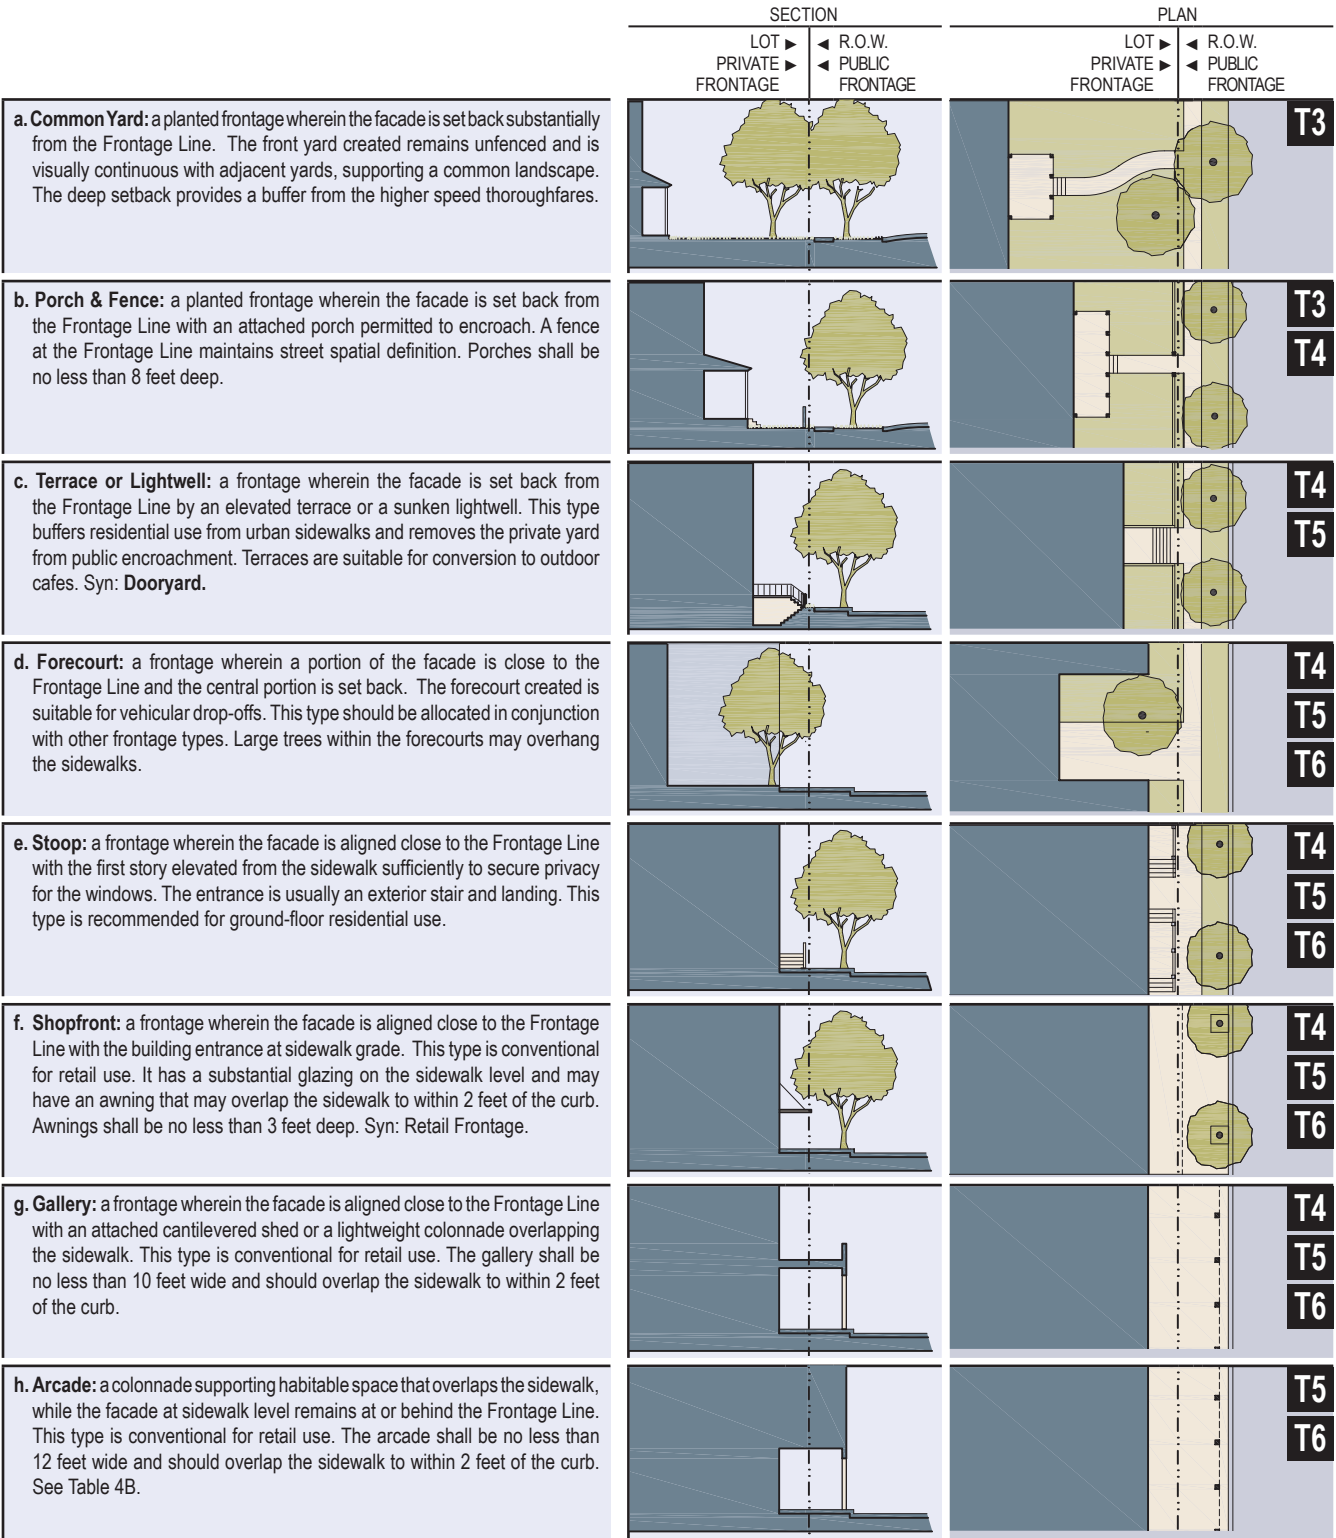 SECTION
PLAN
LOT ► ◄ R.O.W.
PRIVATE ► ◄ PUBLIC
FRONTAGE FRONTAGE
LOT ► ◄ R.O.W.
PRIVATE ► ◄ PUBLIC
FRONTAGE FRONTAGE
a. Common Yard: a planted frontage wherein the facade is set back substantially
from the Frontage Line. The front yard created remains unfenced and is
visually continuous with adjacent yards, supporting a common landscape.
The deep setback provides a buffer from the higher speed thoroughfares.
T3
b. Porch & Fence: a planted frontage wherein the facade is set back from
the Frontage Line with an attached porch permitted to encroach. A fence
at the Frontage Line maintains street spatial definition. Porches shall be
no less than 8 feet deep.
T3
T4
c. Terrace or Lightwell: a frontage wherein the facade is set back from
the Frontage Line by an elevated terrace or a sunken lightwell. This type
buffers residential use from urban sidewalks and removes the private yard
from public encroachment. Terraces are suitable for conversion to outdoor
cafes. Syn: Dooryard.
T4
T5
d. Forecourt: a frontage wherein a portion of the facade is close to the
Frontage Line and the central portion is set back. The forecourt created is
suitable for vehicular drop-offs. This type should be allocated in conjunction
with other frontage types. Large trees within the forecourts may overhang
the sidewalks.
T4
T5
T6
e. Stoop: a frontage wherein the facade is aligned close to the Frontage Line
with the first story elevated from the sidewalk sufficiently to secure privacy
for the windows. The entrance is usually an exterior stair and landing. This
type is recommended for ground-floor residential use.
T4
T5
T6
f. Shopfront: a frontage wherein the facade is aligned close to the Frontage
Line with the building entrance at sidewalk grade. This type is conventional
for retail use. It has a substantial glazing on the sidewalk level and may
have an awning that may overlap the sidewalk to within 2 feet of the curb.
Awnings shall be no less than 3 feet deep. Syn: Retail Frontage.
T4
T5
T6
g. Gallery: a frontage wherein the facade is aligned close to the Frontage Line
with an attached cantilevered shed or a lightweight colonnade overlapping
the sidewalk. This type is conventional for retail use. The gallery shall be
no less than 10 feet wide and should overlap the sidewalk to within 2 feet
of the curb.
T4
T5
T6
h. Arcade: a colonnade supporting habitable space that overlaps the sidewalk,
while the facade at sidewalk level remains at or behind the Frontage Line.
This type is conventional for retail use. The arcade shall be no less than
12 feet wide and should overlap the sidewalk to within 2 feet of the curb.
See Table 4B.
T5
T6